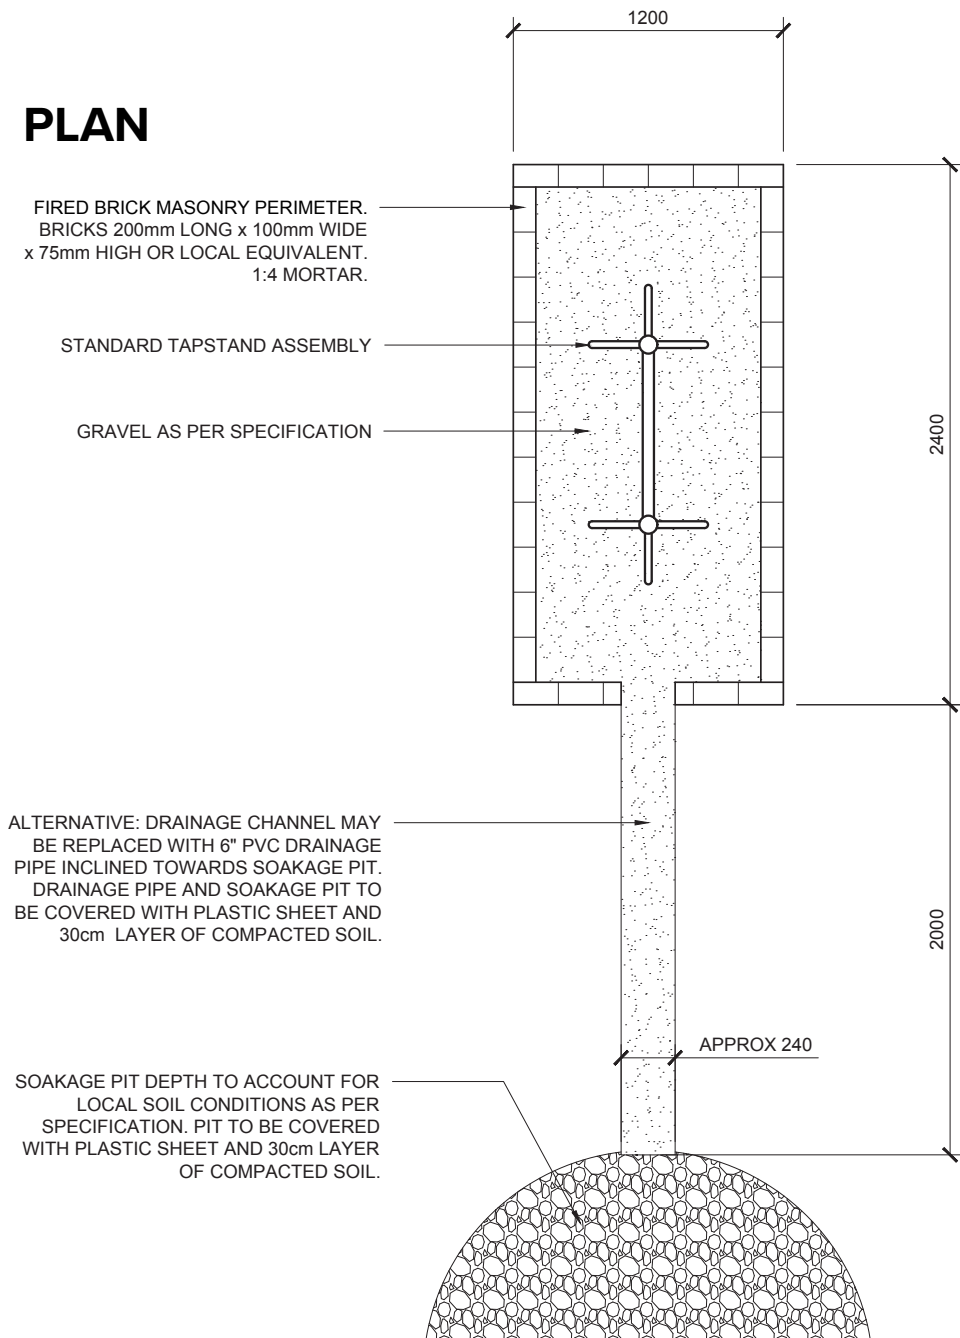 1200
PLAN
FIRED BRICK MASONRY PERIMETER.
BRICKS 200mm LONG x 100mm WIDE
x 75mm HIGH OR LOCAL EQUIVALENT.
1:4 MORTAR.
STANDARD TAPSTAND ASSEMBLY
GRAVEL AS PER SPECIFICATION
2400
ALTERNATIVE: DRAINAGE CHANNEL MAY
BE REPLACED WITH 6" PVC DRAINAGE
PIPE INCLINED TOWARDS SOAKAGE PIT.
DRAINAGE PIPE AND SOAKAGE PIT TO
BE COVERED WITH PLASTIC SHEET AND
30cm LAYER OF COMPACTED SOIL.
2000
APPROX 240
SOAKAGE PIT DEPTH TO ACCOUNT FOR
LOCAL SOIL CONDITIONS AS PER
SPECIFICATION. PIT TO BE COVERED
WITH PLASTIC SHEET AND 30cm LAYER
OF COMPACTED SOIL.